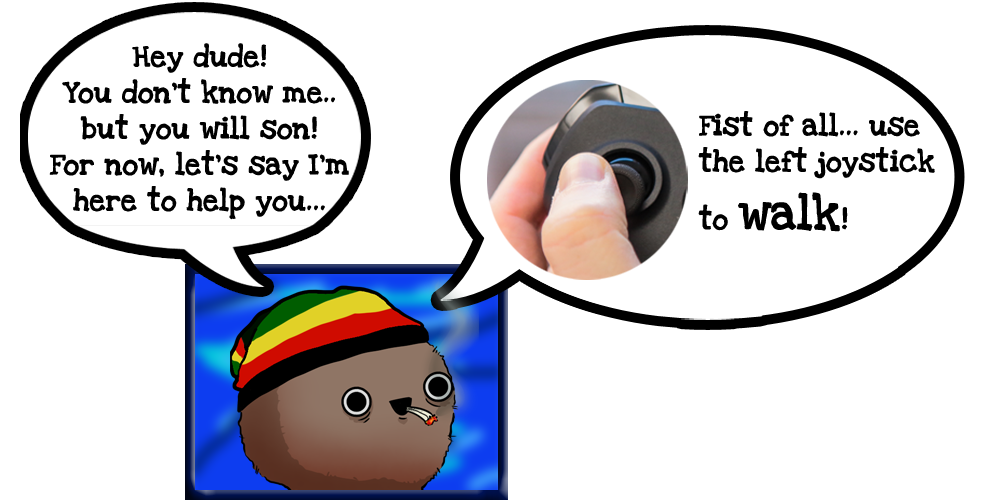 Hey dude!
You don't know me..
but you will son!
For now, let's say I'm
here to help you...
Fist of all... use
the left joystick
to walk!